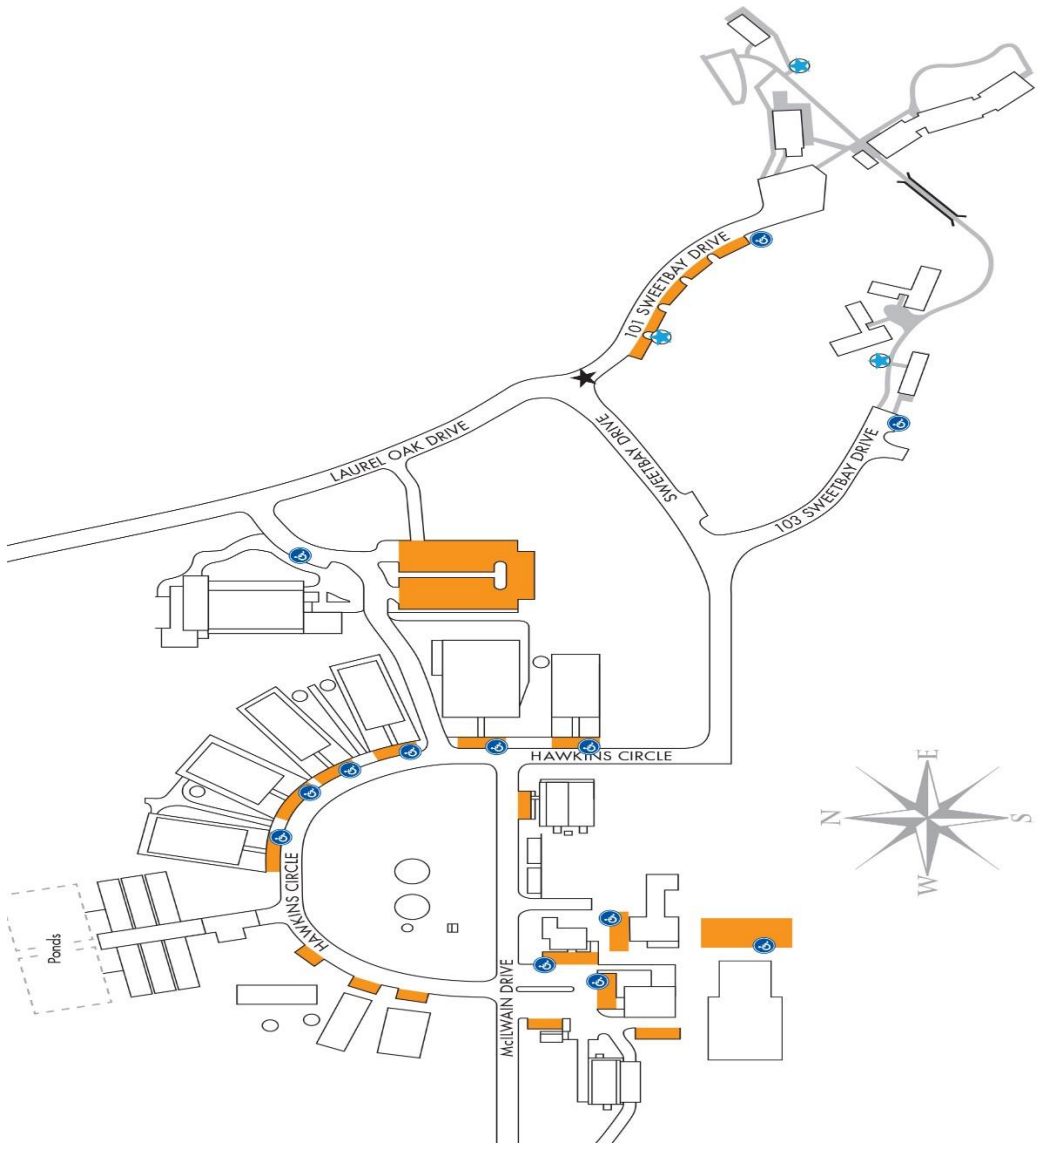 101 SWEETBAY DRIVE
LAUREL OAK DRIVE
SWEETBAY DRIVE
103 SWEETBAY DRIVE
HAWKINS CIRCLE
HAWKINS CIRCLE
HAWKINS CIRCLE
McILWAIN DRIVE
Ponds
E
N
S
W